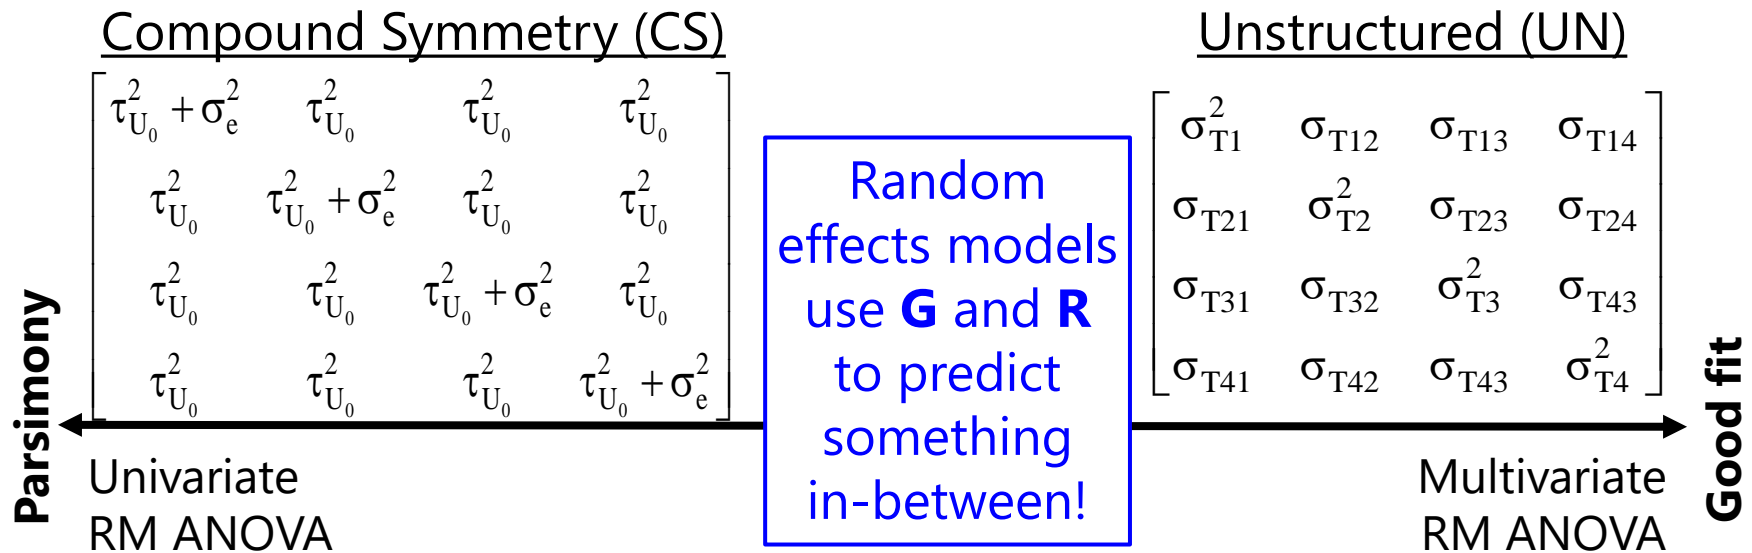 Compound Symmetry (CS)
τ²U₀ + σ²e τ²U₀ τ²U₀ τ²U₀
τ²U₀ τ²U₀ + σ²e τ²U₀ τ²U₀
τ²U₀ τ²U₀ τ²U₀ + σ²e τ²U₀
τ²U₀ τ²U₀ τ²U₀ τ²U₀ + σ²e
Parsimony
Univariate
RM ANOVA
Random
effects models
use G and R
to predict
something
in-between!
Unstructured (UN)
σ²T1 σT12 σT13 σT14
σT21 σ²T2 σT23 σT24
σT31 σT32 σ²T3 σT43
σT41 σT42 σT43 σ²T4
Good fit
Multivariate
RM ANOVA